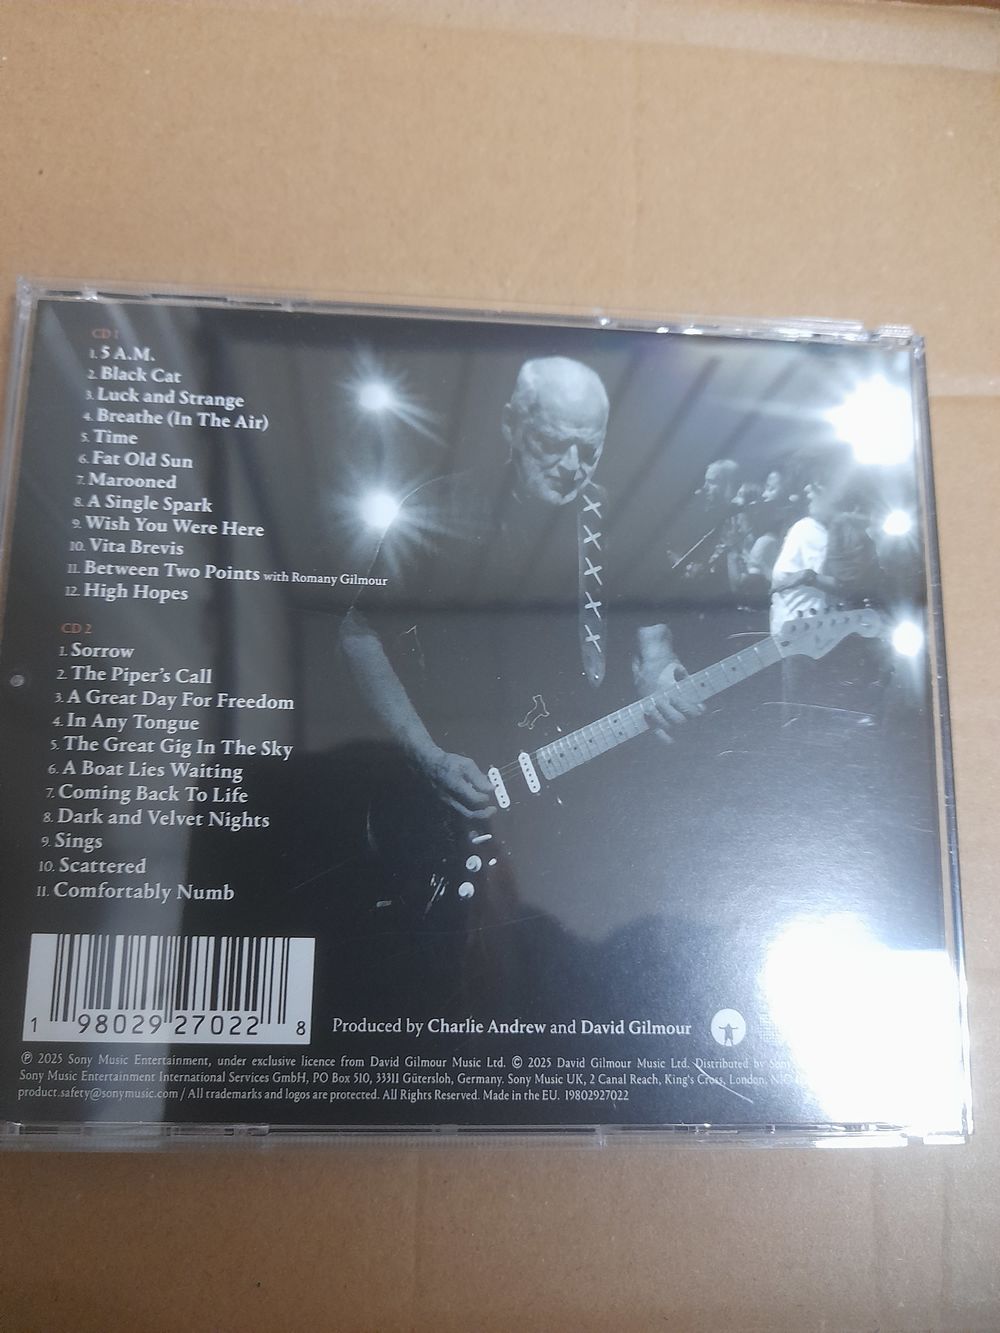 CD 1
1. 5 A.M.
2. Black Cat
3. Luck and Strange
4. Breathe (In The Air)
5. Time
6. Fat Old Sun
7. Marooned
8. A Single Spark
9. Wish You Were Here
10. Vita Brevis
11. Between Two Points with Romany Gilmour
12. High Hopes
CD 2
1. Sorrow
2. The Piper's Call
3. A Great Day For Freedom
4. In Any Tongue
5. The Great Gig In The Sky
6. A Boat Lies Waiting
7. Coming Back To Life
8. Dark and Velvet Nights
9. Sings
10. Scattered
11. Comfortably Numb
1 98029 27022 8
Produced by Charlie Andrew and David Gilmour
℗ 2025 Sony Music Entertainment, under exclusive licence from David Gilmour Music Ltd. © 2025 David Gilmour Music Ltd. Distributed by Sony
Sony Music Entertainment International Services GmbH, PO Box 510, 33311 Gütersloh, Germany. Sony Music UK, 2 Canal Reach, King's Cross, London,
product.safety@sonymusic.com / All trademarks and logos are protected. All Rights Reserved. Made in the EU. 19802927022